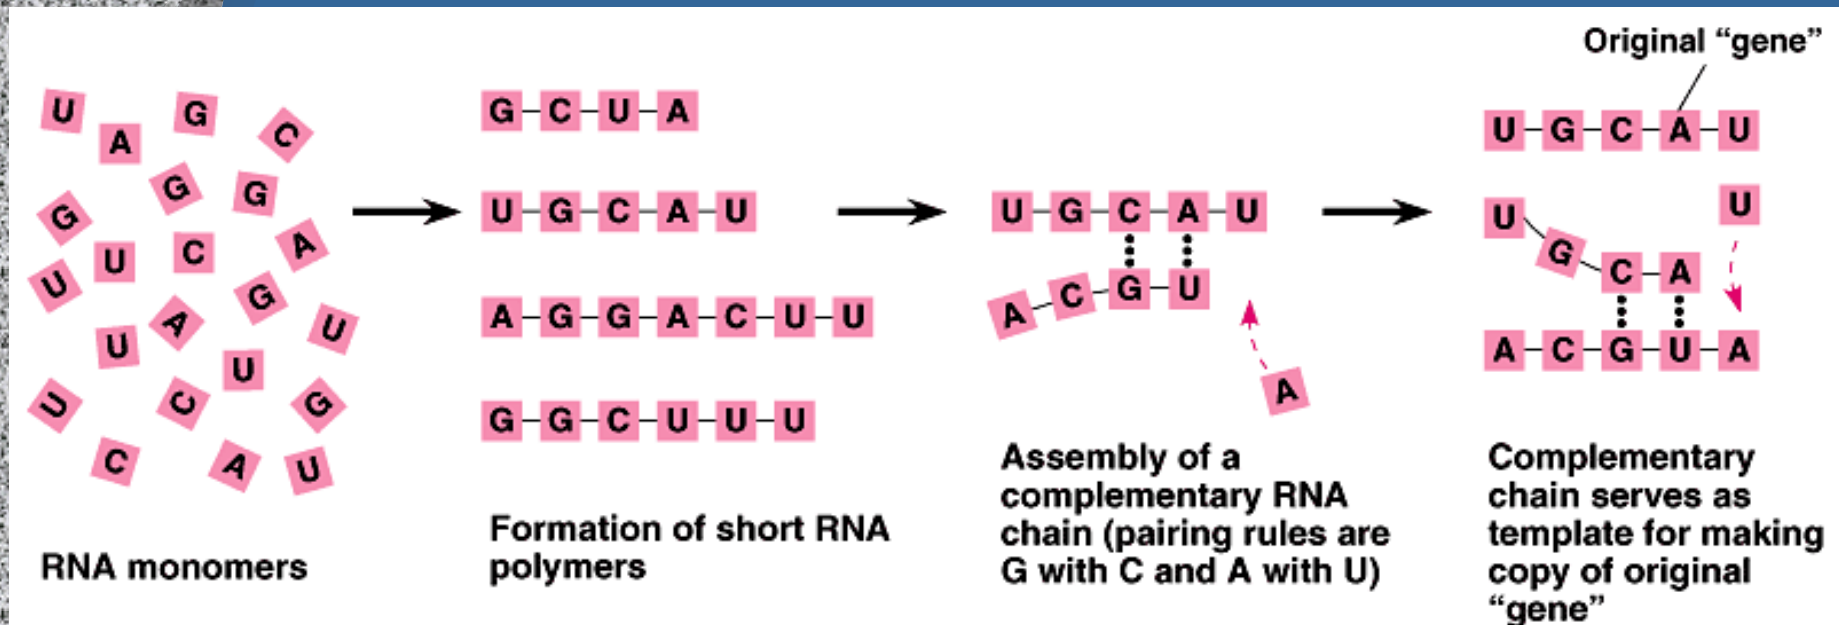 Original “gene”
U
A
G
C
G
G
G
U
U
C
A
G
A
U
U
U
U
C
G
C
A
U
G-C-U-A
U-G-C-A-U
A-G-G-A-C-U-U
G-G-C-U-U-U
U-G-C-A-U
A-C-G-U
A
U-G-C-A-U
U
U-G-C-A
A-C-G-U-A
RNA monomers
Formation of short RNA
polymers
Assembly of a
complementary RNA
chain (pairing rules are
G with C and A with U)
Complementary
chain serves as
template for making
copy of original
“gene”